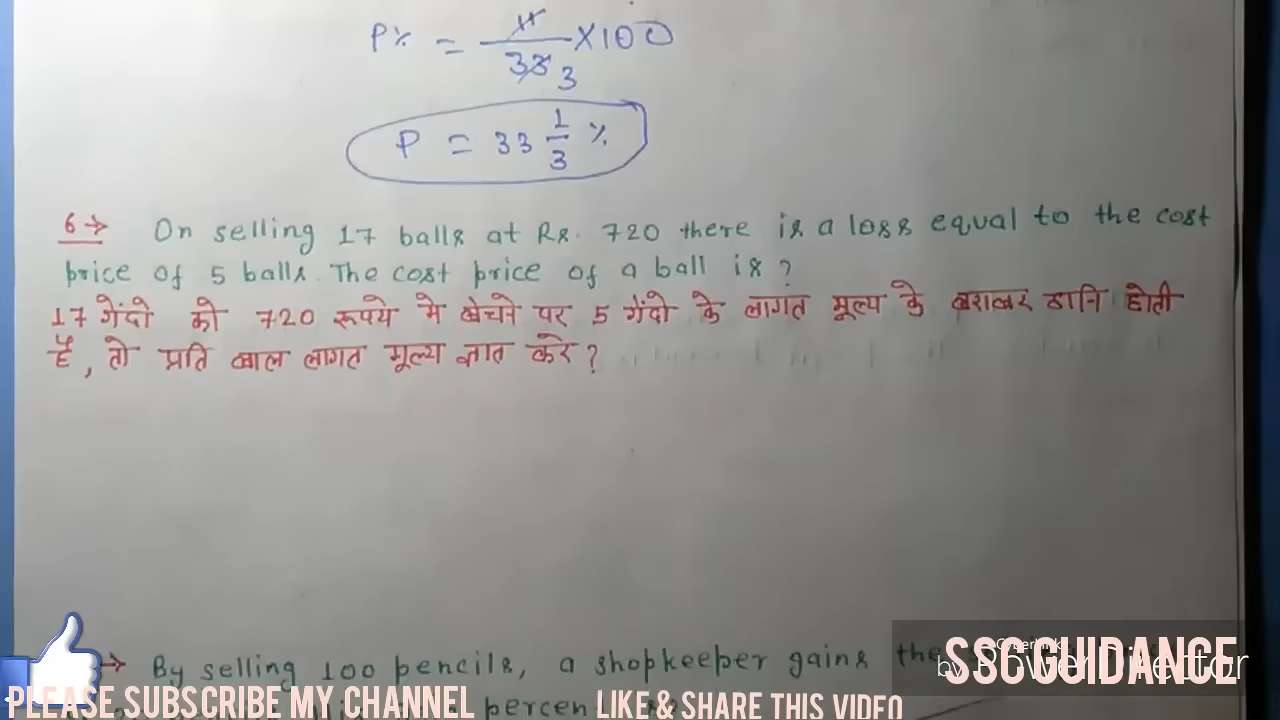 P% = 11/33 3 ×100
P = 33 1/3 %
6→ On selling 17 balls at Rs. 720 there is a loss equal to the cost
price of 5 balls. The cost price of a ball is ?
17 गेंदो को 720 रूपये मे बेचने पर 5 गेंदो के लागत मूल्य के बराबर हानि होती
है, तो प्रति बाल लागत मूल्य ज्ञात करे ?
→ By selling 100 pencils, a shopkeeper gains the
SSCGUIDANCE
PLEASE SUBSCRIBE MY CHANNEL LIKE & SHARE THIS VIDEO
percent